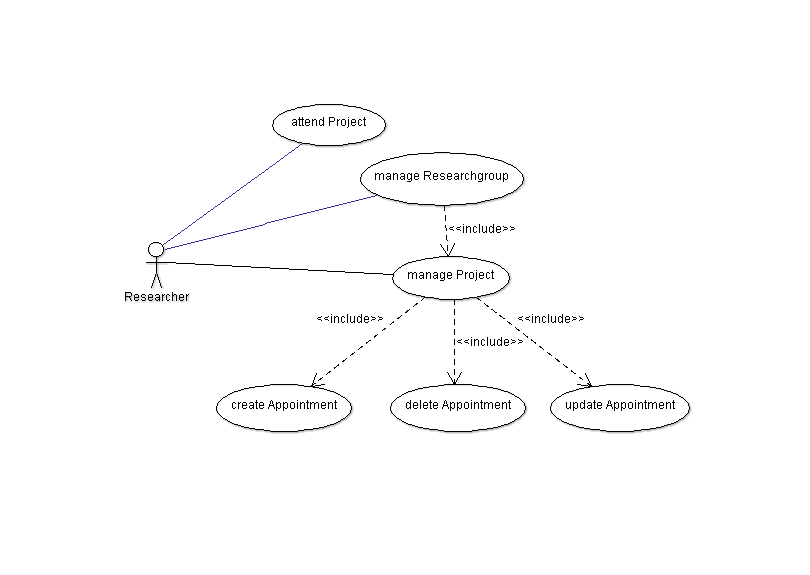 attend Project
manage Researchgroup
<<include>>
manage Project
Researcher
<<include>>
<<include>>
<<include>>
create Appointment
delete Appointment
update Appointment